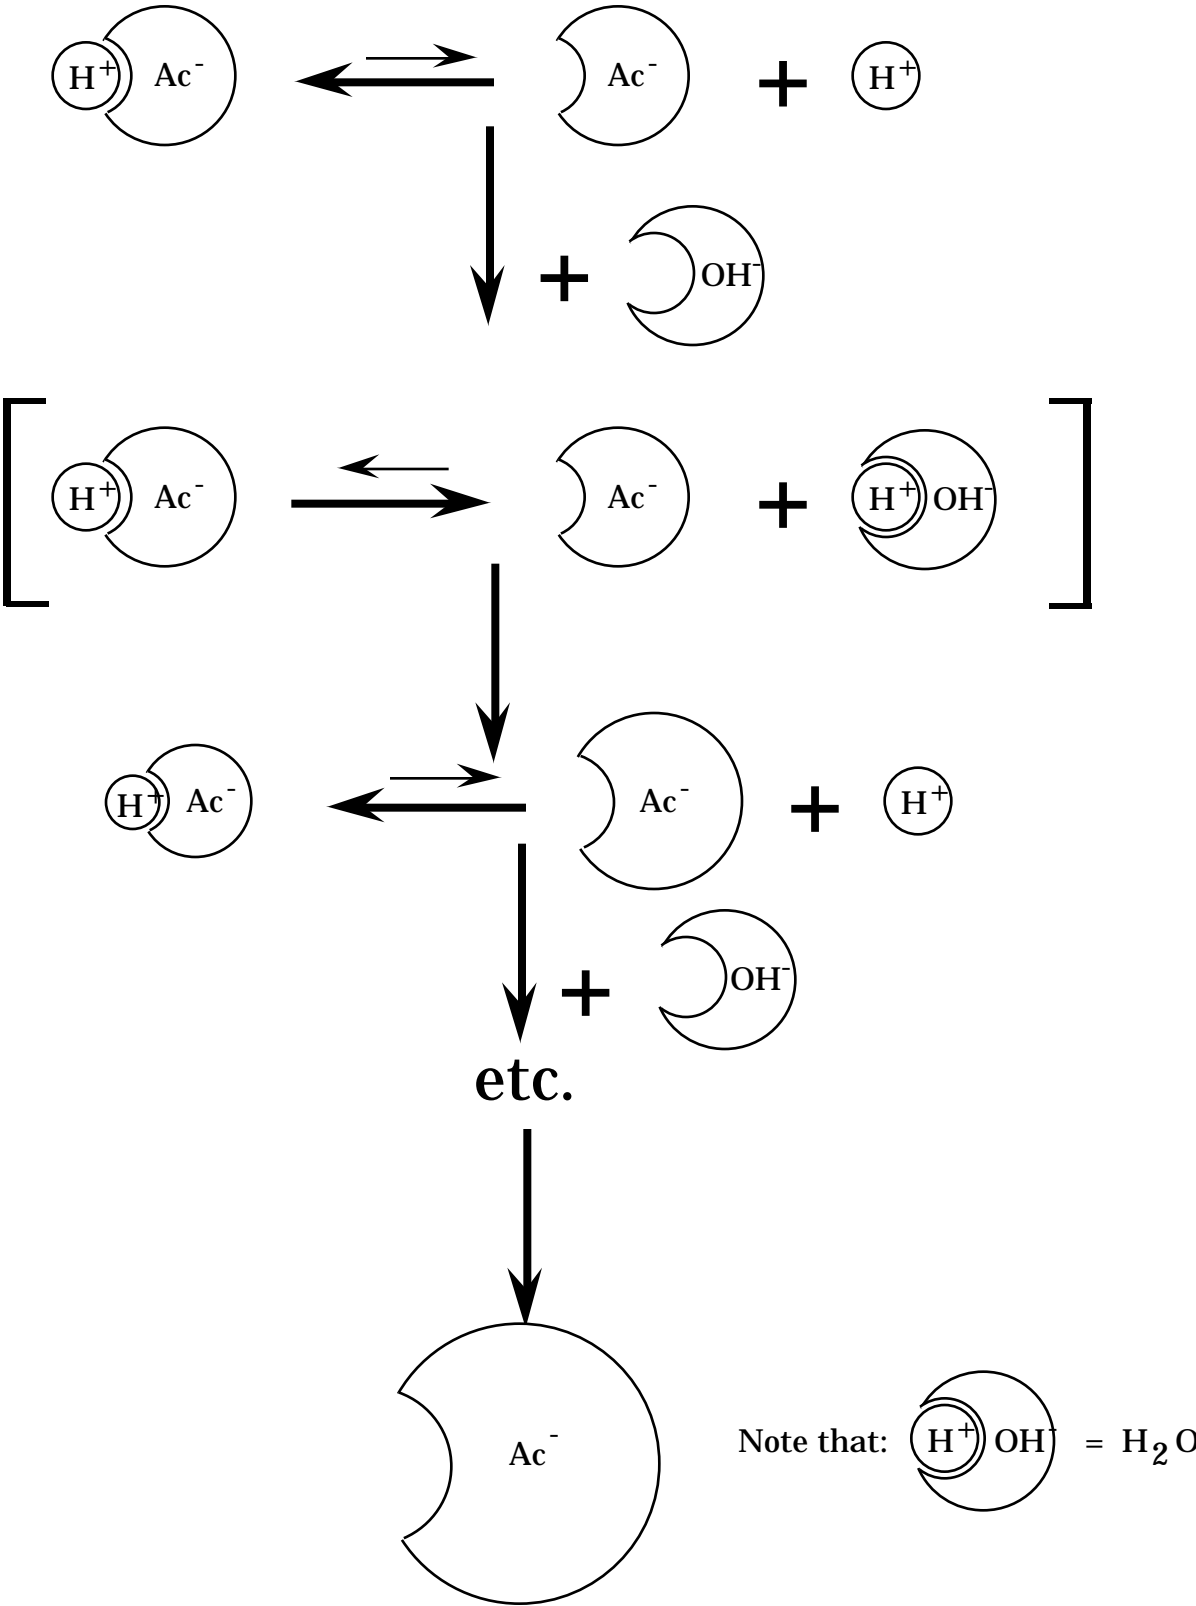 H⁺ Ac⁻ Ac⁻ + H⁺
+ OH⁻
[ H⁺ Ac⁻ Ac⁻ + H⁺ OH⁻ ]
H⁺ Ac⁻ Ac⁻ + H⁺
+ OH⁻
etc.
Ac⁻
Note that: H⁺ OH⁻ = H₂O